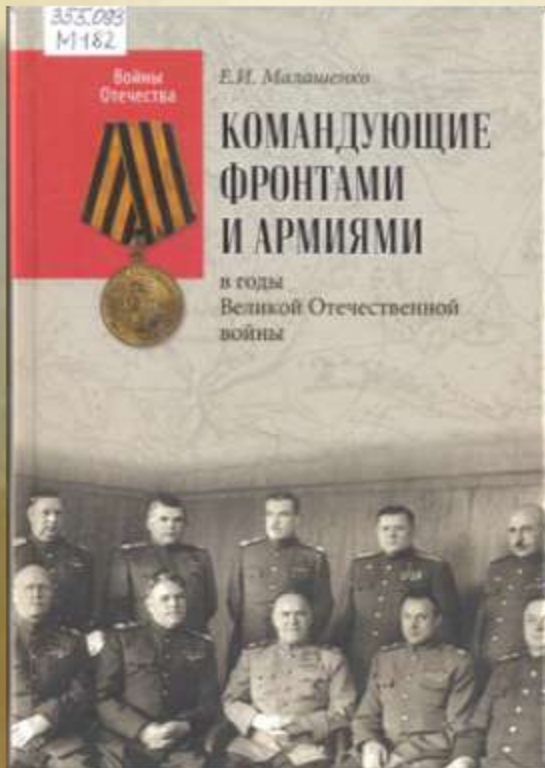 355.093
М182
Войны
Отечества
Е.И. Малашенко
КОМАНДУЮЩИЕ
ФРОНТАМИ
И АРМИЯМИ
в годы
Великой Отечественной
войны